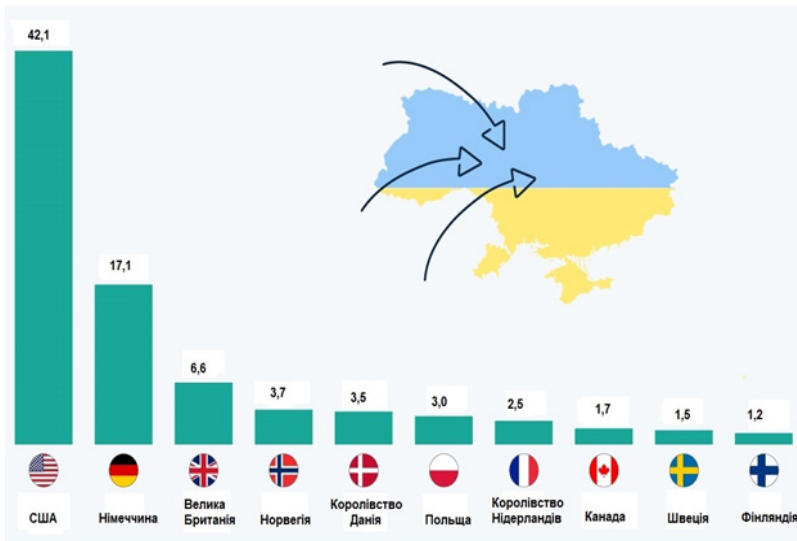 42,1
17,1
6,6
3,7
3,5
3,0
2,5
1,7
1,5
1,2
США
Німеччина
Велика
Британія
Норвегія
Королівство
Данія
Польща
Королівство
Нідерландів
Канада
Швеція
Фінляндія